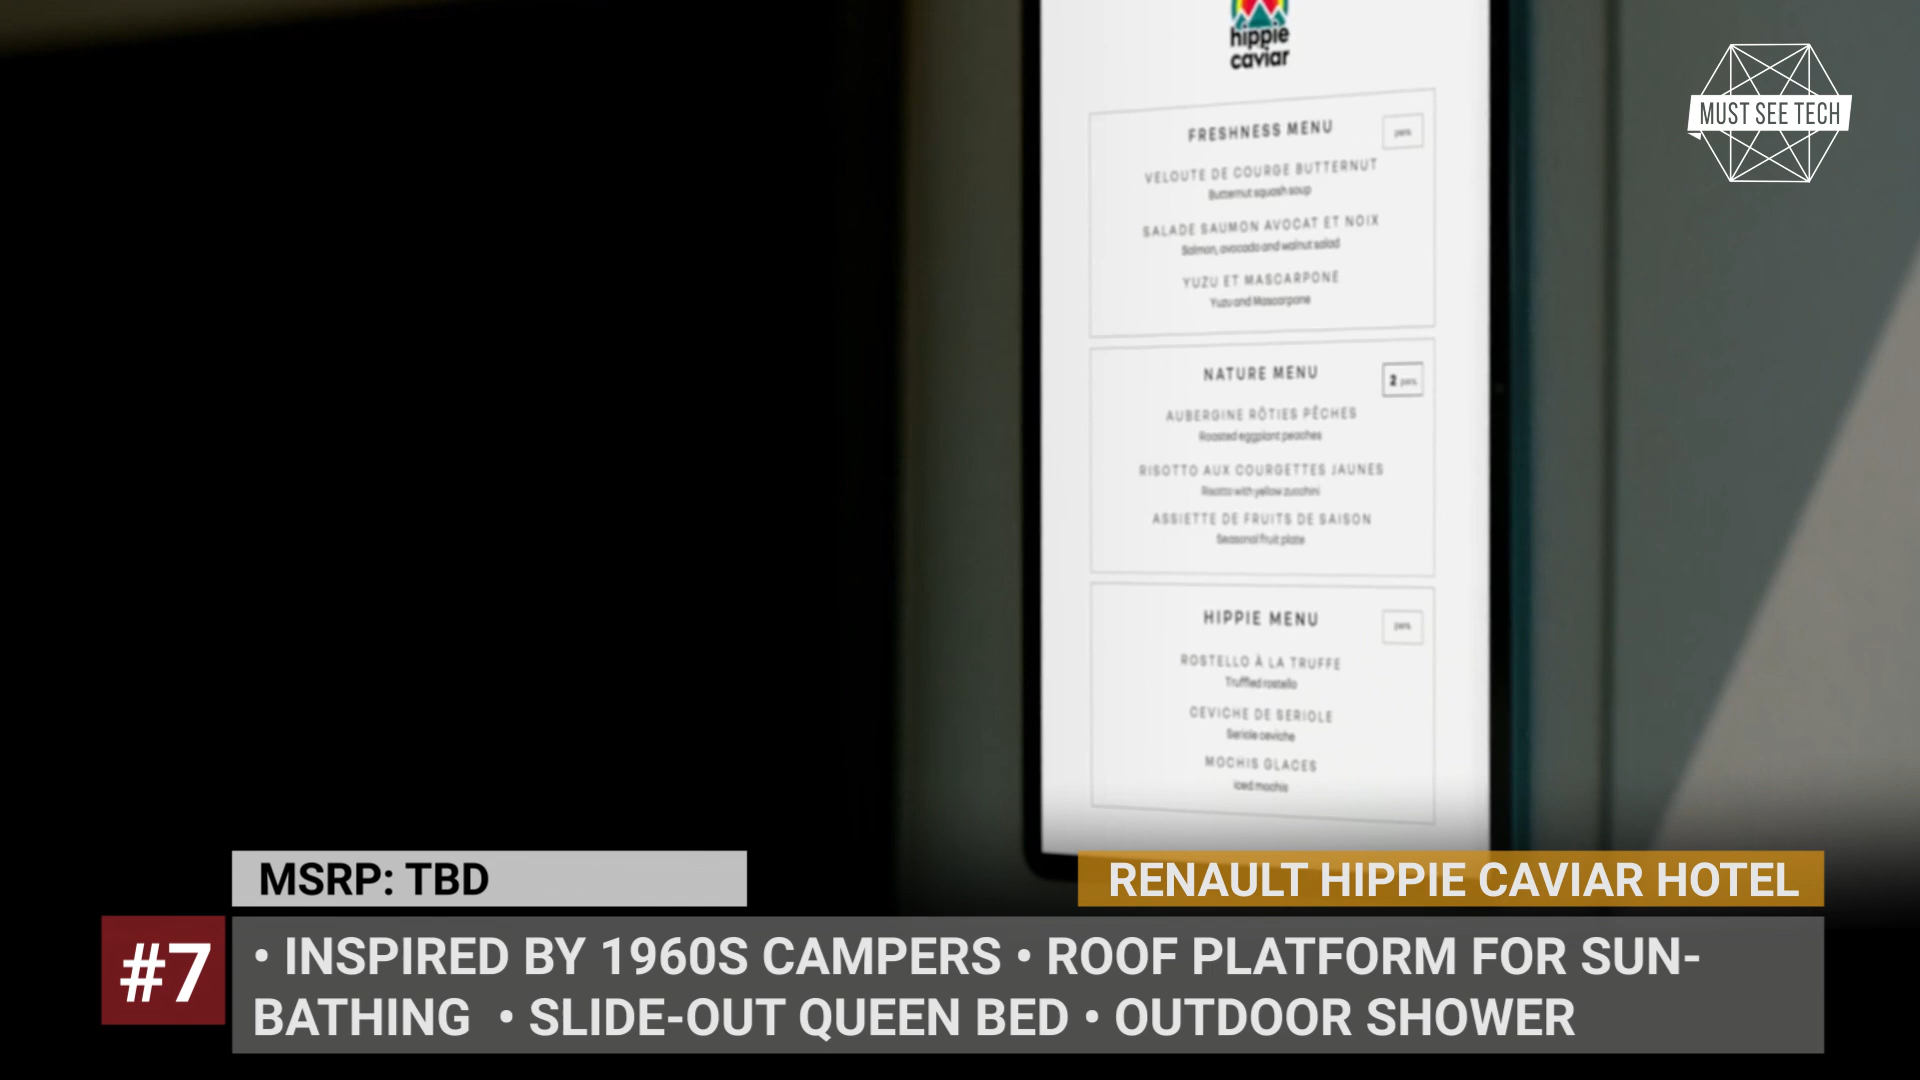 hippie
caviar
MUST SEE TECH
FRESHNESS MENU
pers.
VELOUTE DE COURGE BUTTERNUT
Butternut squash soup
SALADE SAUMON AVOCAT ET NOIX
Salmon, avocado and walnut salad
YUZU ET MASCARPONE
Yuzu and Mascarpone
NATURE MENU
2 pers.
AUBERGINE RÔTIES PÊCHES
Roasted eggplant peaches
RISOTTO AUX COURGETTES JAUNES
Risotto with yellow zucchini
ASSIETTE DE FRUITS DE SAISON
Seasonal fruit plate
HIPPIE MENU
pers.
ROSTELLO À LA TRUFFE
Truffled rostello
CEVICHE DE SERIOLE
Seriole ceviche
MOCHIS GLACES
Iced mochis
MSRP: TBD
RENAULT HIPPIE CAVIAR HOTEL
#7
• INSPIRED BY 1960S CAMPERS • ROOF PLATFORM FOR SUN-
BATHING • SLIDE-OUT QUEEN BED • OUTDOOR SHOWER